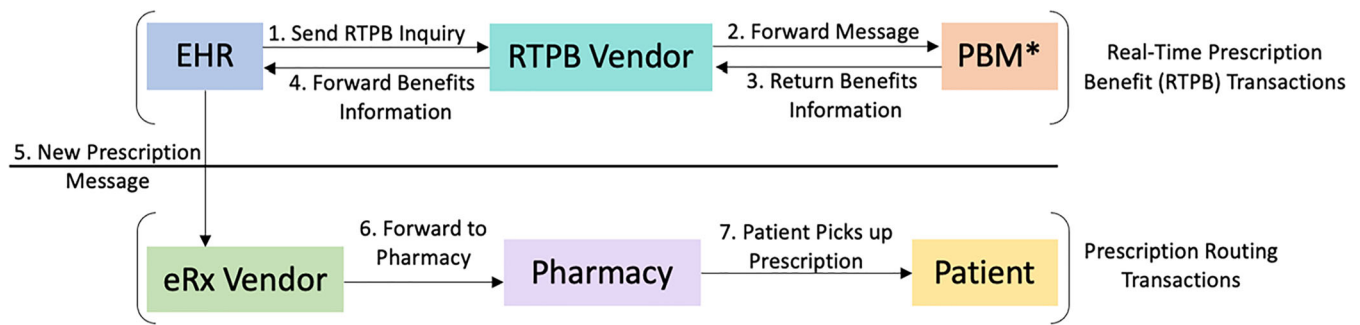 EHR
1. Send RTPB Inquiry
4. Forward Benefits
Information
RTPB Vendor
2. Forward Message
3. Return Benefits
Information
PBM*
Real-Time Prescription
Benefit (RTPB) Transactions
5. New Prescription
Message
eRx Vendor
6. Forward to
Pharmacy
Pharmacy
7. Patient Picks up
Prescription
Patient
Prescription Routing
Transactions